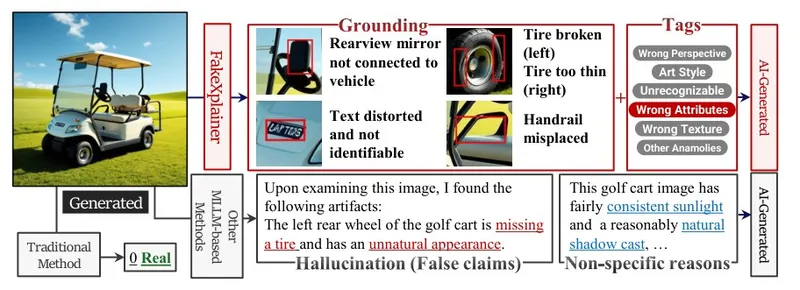 Grounding
Tags
FakeXplainer
Rearview mirror
not connected to
vehicle
Tire broken
(left)
Tire too thin
(right)
Text distorted
and not
identifiable
Handrail
misplaced
+
Wrong Perspective
Art Style
Unrecognizable
Wrong Attributes
Wrong Texture
Other Anamolies
AI-Generated
Generated
Traditional
Method
0 Real
Other
MLLM-based
Methods
Upon examining this image, I found the
following artifacts:
The left rear wheel of the golf cart is missing
a tire and has an unnatural appearance.
Hallucination (False claims)
This golf cart image has
fairly consistent sunlight
and a reasonably natural
shadow cast, …
Non-specific reasons
AI-Generated